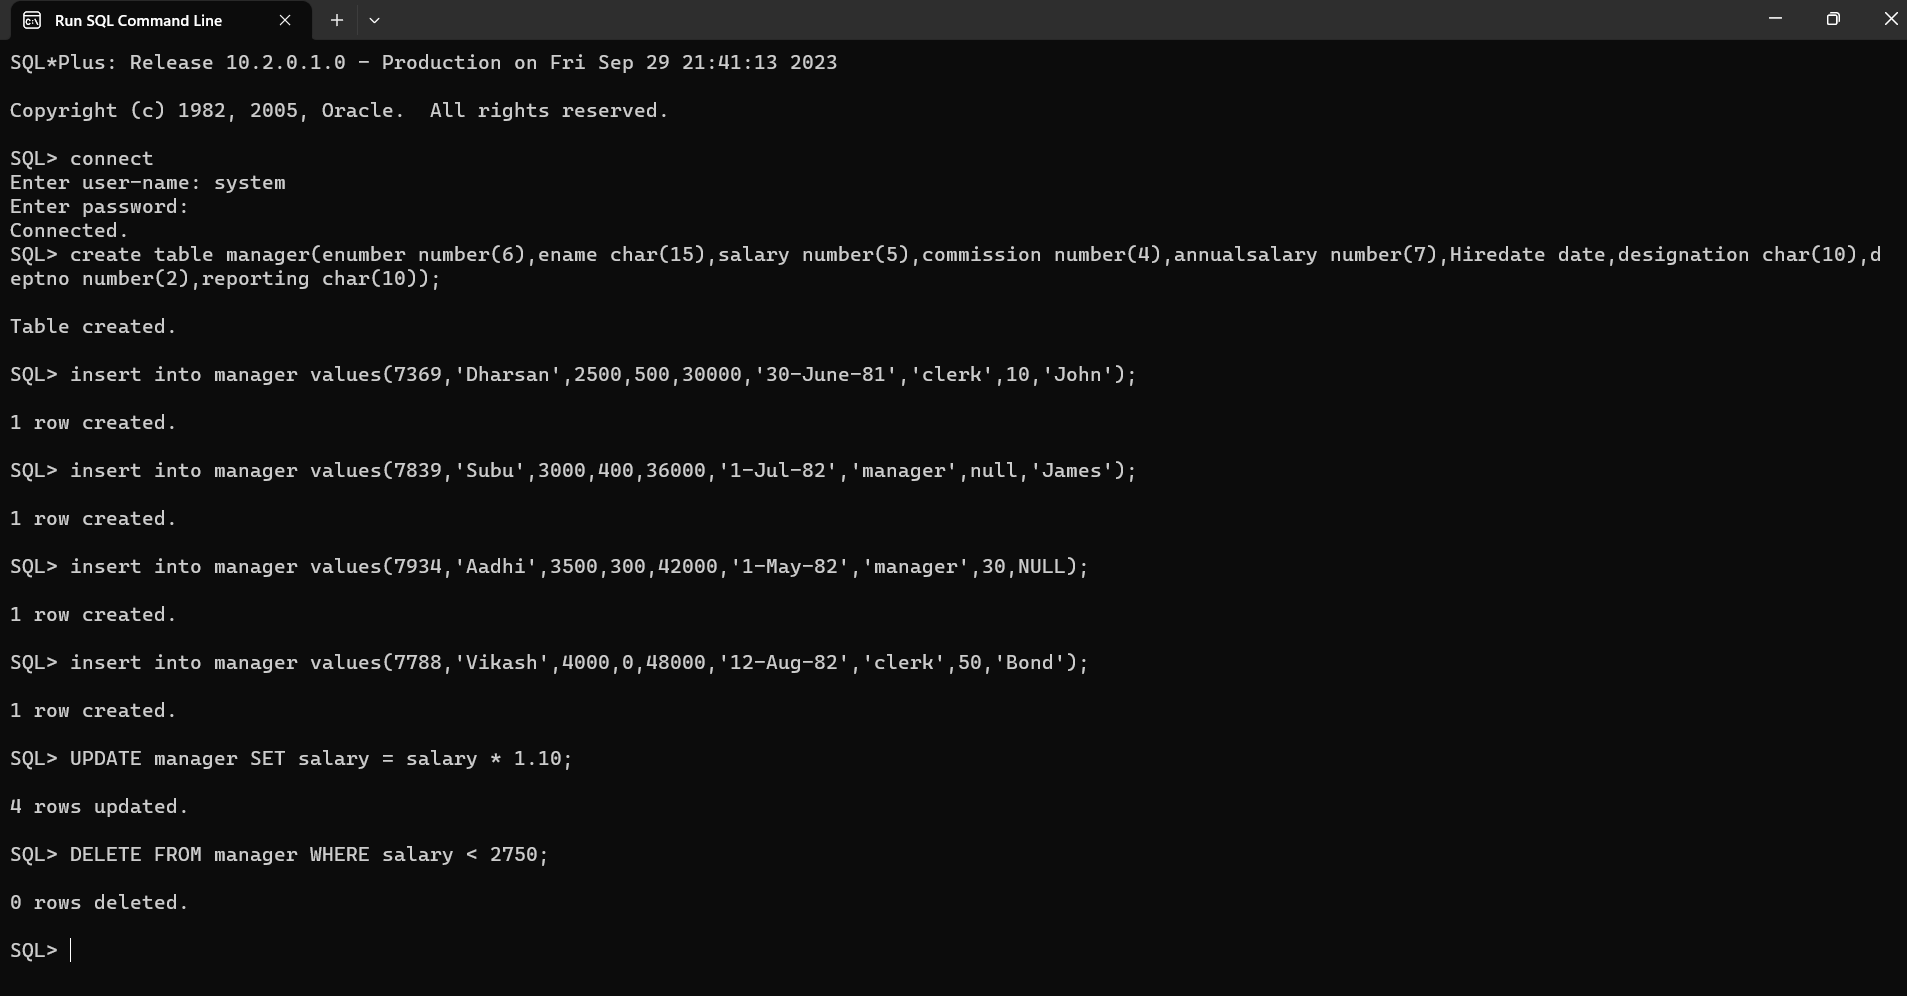 Run SQL Command Line
SQL*Plus: Release 10.2.0.1.0 - Production on Fri Sep 29 21:41:13 2023
Copyright (c) 1982, 2005, Oracle.  All rights reserved.
SQL> connect
Enter user-name: system
Enter password:
Connected.
SQL> create table manager(enumber number(6),ename char(15),salary number(5),commission number(4),annualsalary number(7),Hiredate date,designation char(10),d
eptno number(2),reporting char(10));
Table created.
SQL> insert into manager values(7369,'Dharsan',2500,500,30000,'30-June-81','clerk',10,'John');
1 row created.
SQL> insert into manager values(7839,'Subu',3000,400,36000,'1-Jul-82','manager',null,'James');
1 row created.
SQL> insert into manager values(7934,'Aadhi',3500,300,42000,'1-May-82','manager',30,NULL);
1 row created.
SQL> insert into manager values(7788,'Vikash',4000,0,48000,'12-Aug-82','clerk',50,'Bond');
1 row created.
SQL> UPDATE manager SET salary = salary * 1.10;
4 rows updated.
SQL> DELETE FROM manager WHERE salary < 2750;
0 rows deleted.
SQL>